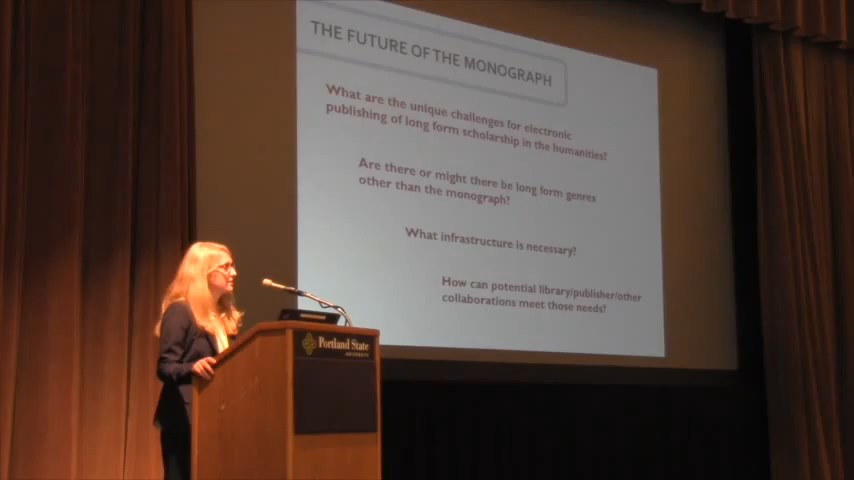 THE FUTURE OF THE MONOGRAPH
What are the unique challenges for electronic
publishing of long form scholarship in the humanities?
Are there or might there be long form genres
other than the monograph?
What infrastructure is necessary?
How can potential library/publisher/other
collaborations meet those needs?
Portland State
UNIVERSITY